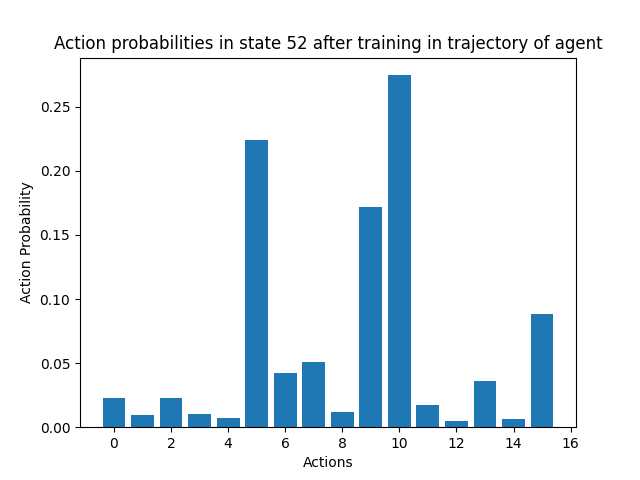 Action probabilities in state 52 after training in trajectory of agent
0.25
0.20
0.15
0.10
0.05
0.00
Action Probability
0 2 4 6 8 10 12 14 16
Actions